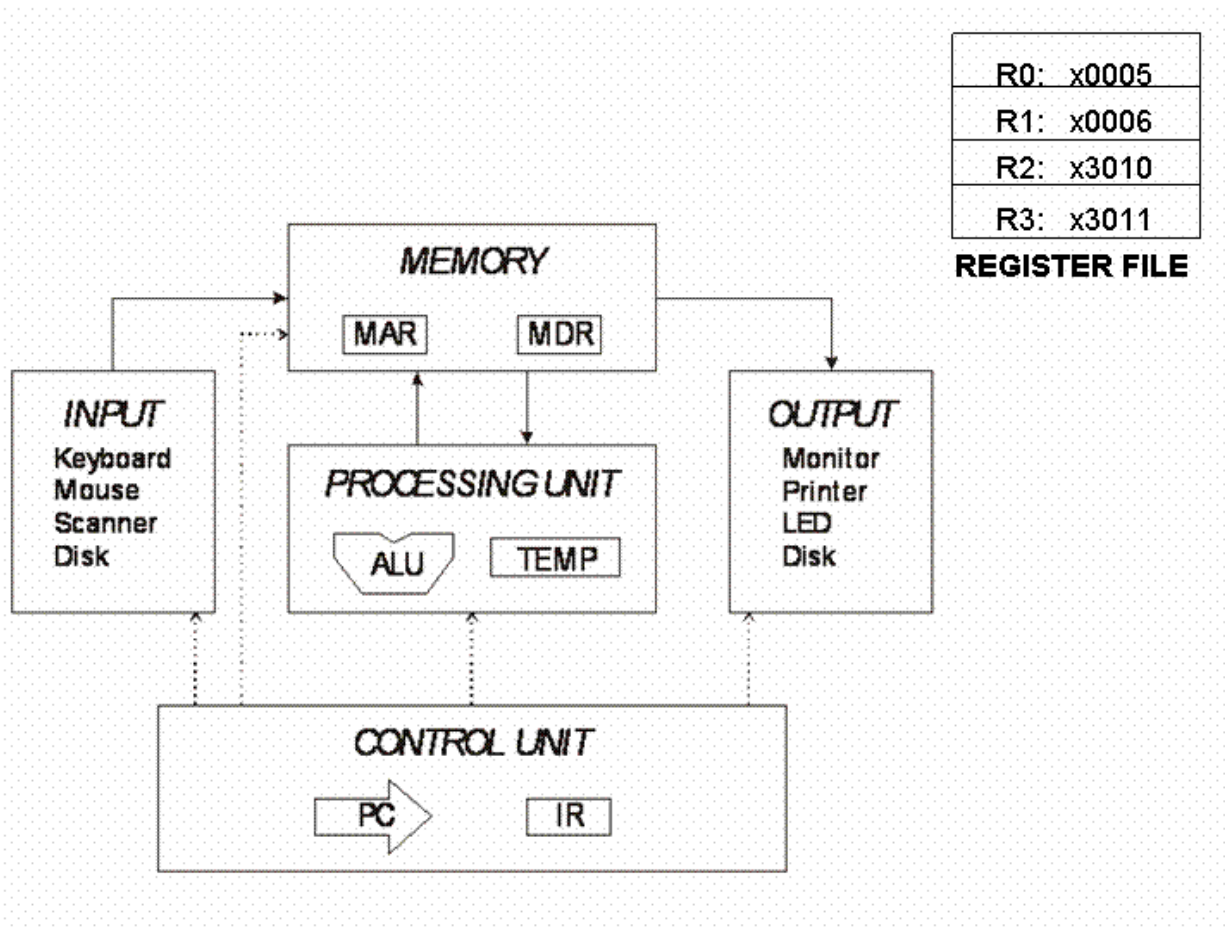 R0: x0005
R1: x0006
R2: x3010
R3: x3011
REGISTER FILE
MEMORY
MAR
MDR
INPUT
Keyboard
Mouse
Scanner
Disk
PROCESSING UNIT
ALU
TEMP
OUTPUT
Monitor
Printer
LED
Disk
CONTROL UNIT
PC
IR